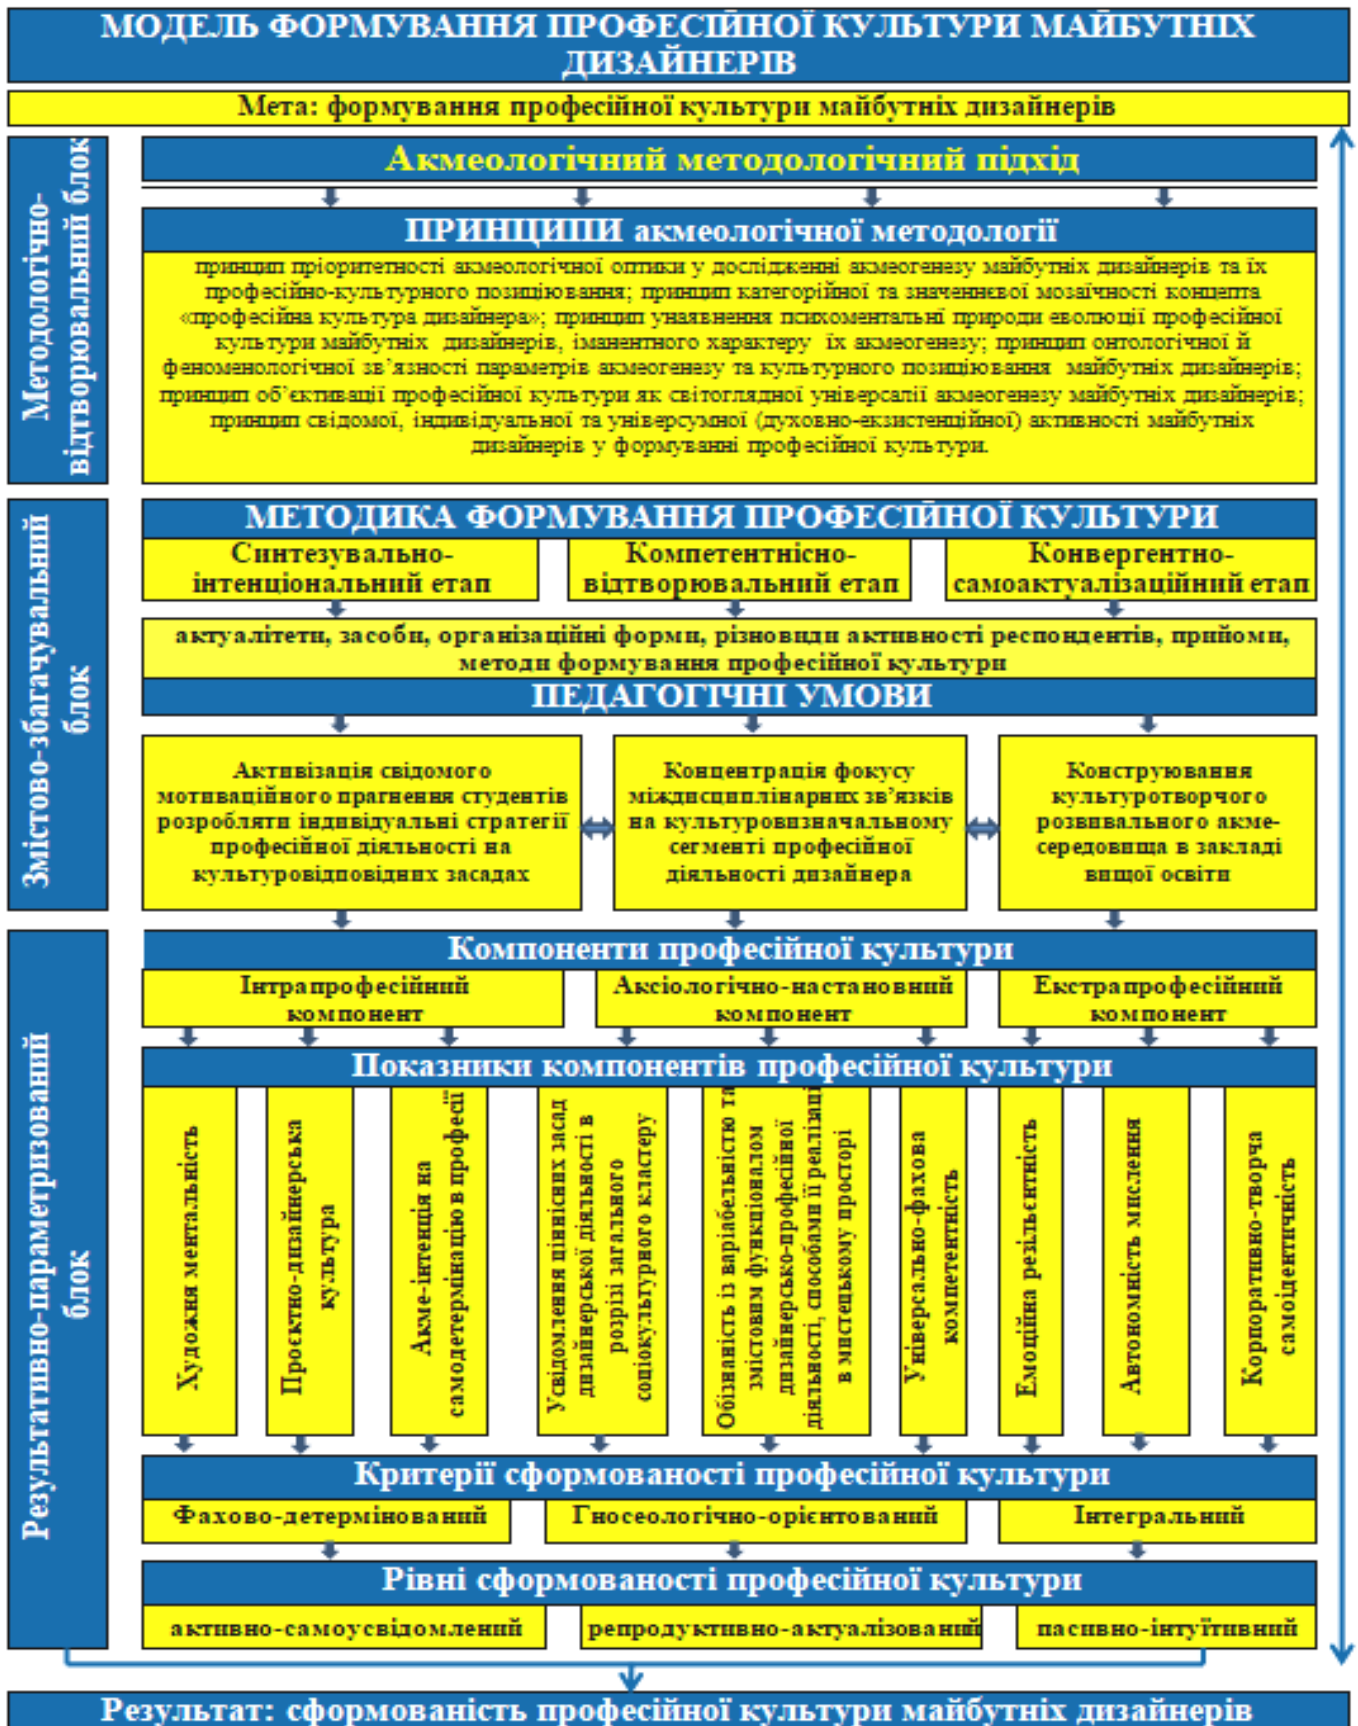 МОДЕЛЬ ФОРМУВАННЯ ПРОФЕСІЙНОЇ КУЛЬТУРИ МАЙБУТНІХ
ДИЗАЙНЕРІВ
Мета: формування професійної культури майбутніх дизайнерів
Методологічно-
відтворювальний блок
Акмеологічний методологічний підхід
ПРИНЦИПИ акмеологічної методології
принцип пріоритетності акмеологічної оптики у дослідженні акмеогенезу майбутніх дизайнерів та їх
професійно-культурного позиціювання; принцип категорійної та значеннєвої мозаїчності концепта
«професійна культура дизайнера»; принцип унаявнення психоментальні природи еволюції професійної
культури майбутніх дизайнерів, іманентного характеру їх акмеогенезу; принцип онтологічної й
феноменологічної зв’язності параметрів акмеогенезу та культурного позиціювання майбутніх дизайнерів;
принцип об’єктивації професійної культури як світоглядної універсалії акмеогенезу майбутніх дизайнерів;
принцип свідомої, індивідуальної та універсумної (духовно-екзистенційної) активності майбутніх
дизайнерів у формуванні професійної культури.
Змістово-збагачувальний
блок
МЕТОДИКА ФОРМУВАННЯ ПРОФЕСІЙНОЇ КУЛЬТУРИ
Синтезувально-
інтенціональний етап
Компетентнісно-
відтворювальний етап
Конвергентно-
самоактуалізаційний етап
актуалітети, засоби, організаційні форми, різновиди активності респондентів, прийоми,
методи формування професійної культури
ПЕДАГОГІЧНІ УМОВИ
Активізація свідомого
мотиваційного прагнення студентів
розробляти індивідуальні стратегії
професійної діяльності на
культуровідповідних засадах
Концентрація фокусу
міждисциплінарних зв’язків
на культуровизначальному
сегменті професійної
діяльності дизайнера
Конструювання
культуротворчого
розвивального акме-
середовища в закладі
вищої освіти
Результативно-параметризований
блок
Компоненти професійної культури
Інтрапрофесійний
компонент
Аксіологічно-настановний
компонент
Екстрапрофесійний
компонент
Показники компонентів професійної культури
Художня ментальність
Проєктно-дизайнерська
культура
Акме-інтенція на
самодетермінацію в професії
Усвідомлення ціннісних засад
дизайнерської діяльності в
розрізі загального
соціокультурного кластеру
Обізнаність із варіабельністю та
змістовим функціоналом
дизайнерсько-професійної
діяльності, способами її реалізаці
в мистецькому просторі
Універсально-фахова
компетентність
Емоційна резільєнтність
Автономність мислення
Корпоративно-творча
самоідентичність
Критерії сформованості професійної культури
Фахово-детермінований
Гносеологічно-орієнтований
Інтегральний
Рівні сформованості професійної культури
активно-самоусвідомлений
репродуктивно-актуалізований
пасивно-інтуїтивний
Результат: сформованість професійної культури майбутніх дизайнерів